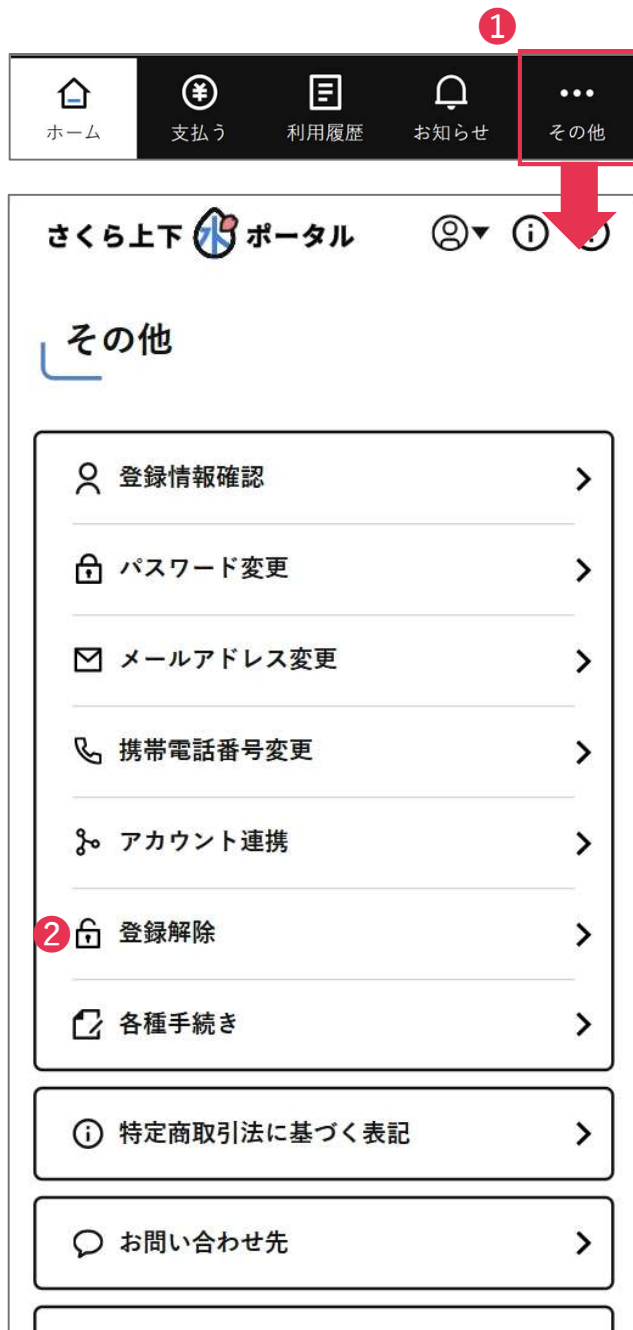 1
ホーム 支払う 利用履歴 お知らせ その他
さくら上下水ポータル
その他
登録情報確認
パスワード変更
メールアドレス変更
携帯電話番号変更
アカウント連携
2 登録解除
各種手続き
特定商取引法に基づく表記
お問い合わせ先